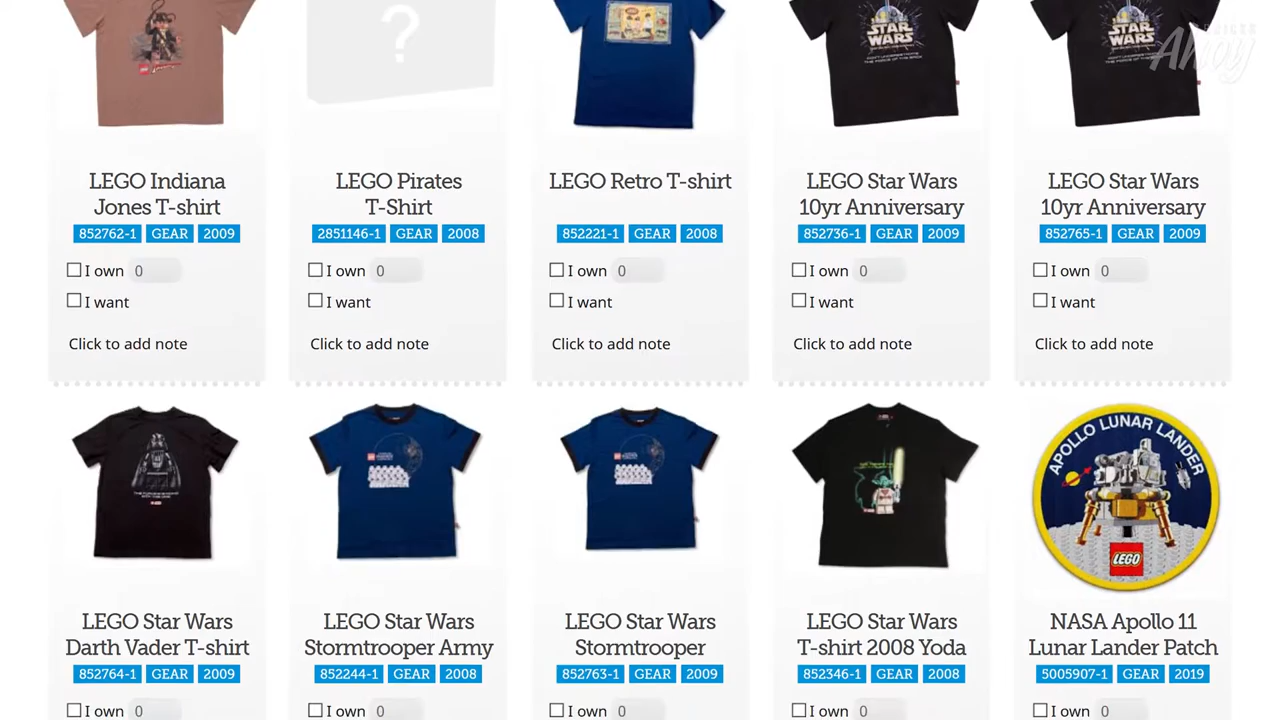 STAR
WARS
STAR
WARS
BRICKS
Ahoy
?
LEGO Indiana
Jones T-shirt
852762-1 GEAR 2009
I own 0
I want
Click to add note
LEGO Pirates
T-Shirt
2851146-1 GEAR 2008
I own 0
I want
Click to add note
LEGO Retro T-shirt
852221-1 GEAR 2008
I own 0
I want
Click to add note
LEGO Star Wars
10yr Anniversary
852736-1 GEAR 2009
I own 0
I want
Click to add note
LEGO Star Wars
10yr Anniversary
852765-1 GEAR 2009
I own 0
I want
Click to add note
LEGO Star Wars
Darth Vader T-shirt
852764-1 GEAR 2009
I own 0
LEGO Star Wars
Stormtrooper Army
852244-1 GEAR 2008
I own 0
LEGO Star Wars
Stormtrooper
852763-1 GEAR 2009
I own 0
LEGO Star Wars
T-shirt 2008 Yoda
852346-1 GEAR 2008
I own 0
APOLLO LUNAR LANDER
LEGO
NASA Apollo 11
Lunar Lander Patch
5005907-1 GEAR 2019
I own 0